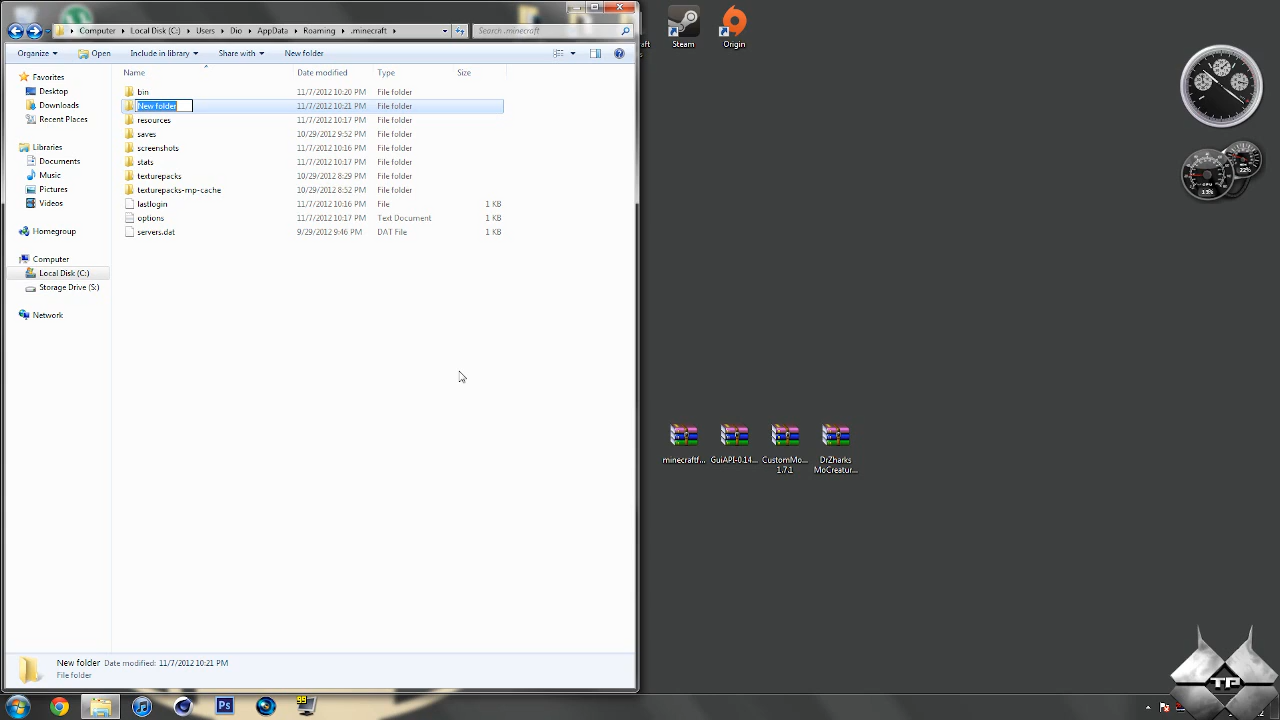 Computer ▸ Local Disk (C:) ▸ Users ▸ Dio ▸ AppData ▸ Roaming ▸ .minecraft ▸
Search .minecraft
Organize Open Include in library Share with New folder
Name Date modified Type Size
Favorites
Desktop
Downloads
Recent Places
Libraries
Documents
Music
Pictures
Videos
Homegroup
Computer
Local Disk (C:)
Storage Drive (S:)
Network
bin 11/7/2012 10:20 PM File folder
New folder 11/7/2012 10:21 PM File folder
resources 11/7/2012 10:17 PM File folder
saves 10/29/2012 9:52 PM File folder
screenshots 11/7/2012 10:16 PM File folder
stats 11/7/2012 10:17 PM File folder
texturepacks 10/29/2012 8:29 PM File folder
texturepacks-mp-cache 10/29/2012 8:52 PM File folder
lastlogin 11/7/2012 10:16 PM File 1 KB
options 11/7/2012 10:17 PM Text Document 1 KB
servers.dat 9/29/2012 9:46 PM DAT File 1 KB
New folder Date modified: 11/7/2012 10:21 PM
File folder
Steam
Origin
22%
13%
minecraftf...
GuiAPI-0.14...
CustomMo...
1.7.1
DrZharks
MoCreatur...
Ps
99
TP